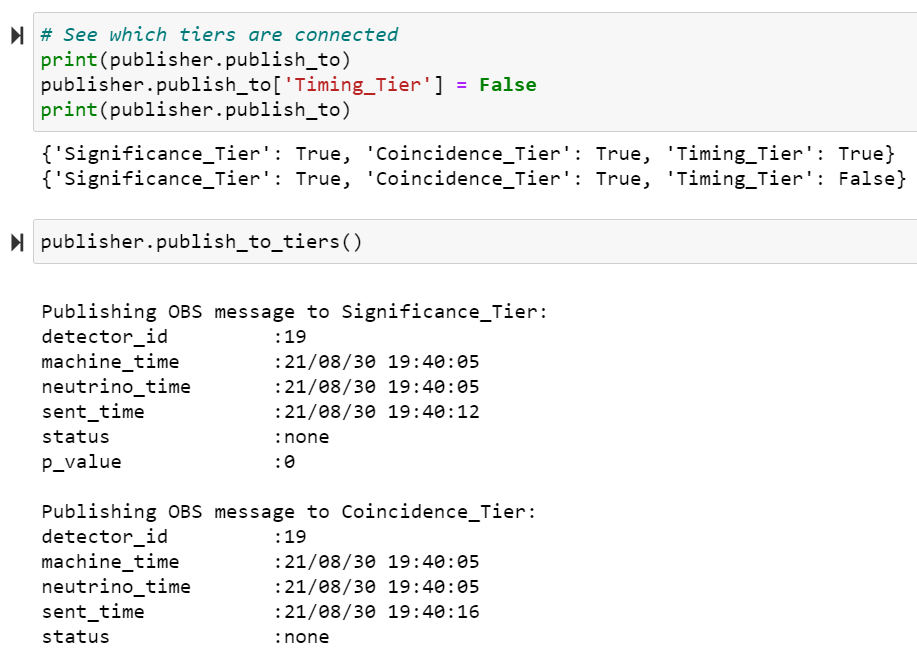 # See which tiers are connected
print(publisher.publish_to)
publisher.publish_to['Timing_Tier'] = False
print(publisher.publish_to)
{'Significance_Tier': True, 'Coincidence_Tier': True, 'Timing_Tier': True}
{'Significance_Tier': True, 'Coincidence_Tier': True, 'Timing_Tier': False}
publisher.publish_to_tiers()
Publishing OBS message to Significance_Tier:
detector_id         :19
machine_time        :21/08/30 19:40:05
neutrino_time       :21/08/30 19:40:05
sent_time           :21/08/30 19:40:12
status              :none
p_value             :0
Publishing OBS message to Coincidence_Tier:
detector_id         :19
machine_time        :21/08/30 19:40:05
neutrino_time       :21/08/30 19:40:05
sent_time           :21/08/30 19:40:16
status              :none